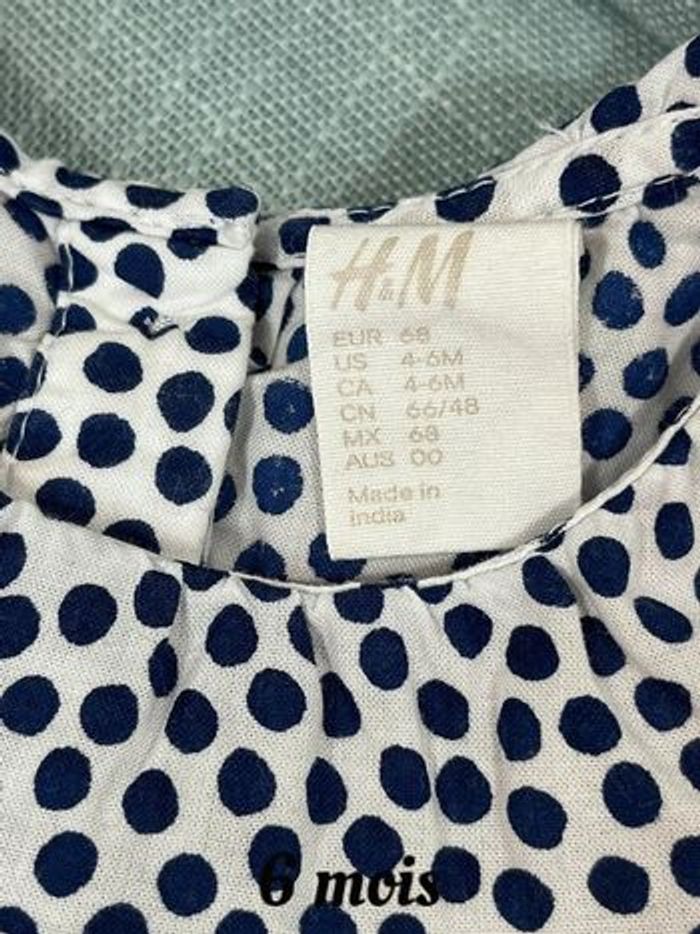 H&M
EUR 68
US 4-6M
CA 4-6M
CN 66/48
MX 68
AUS 00
Made in
India
6 mois